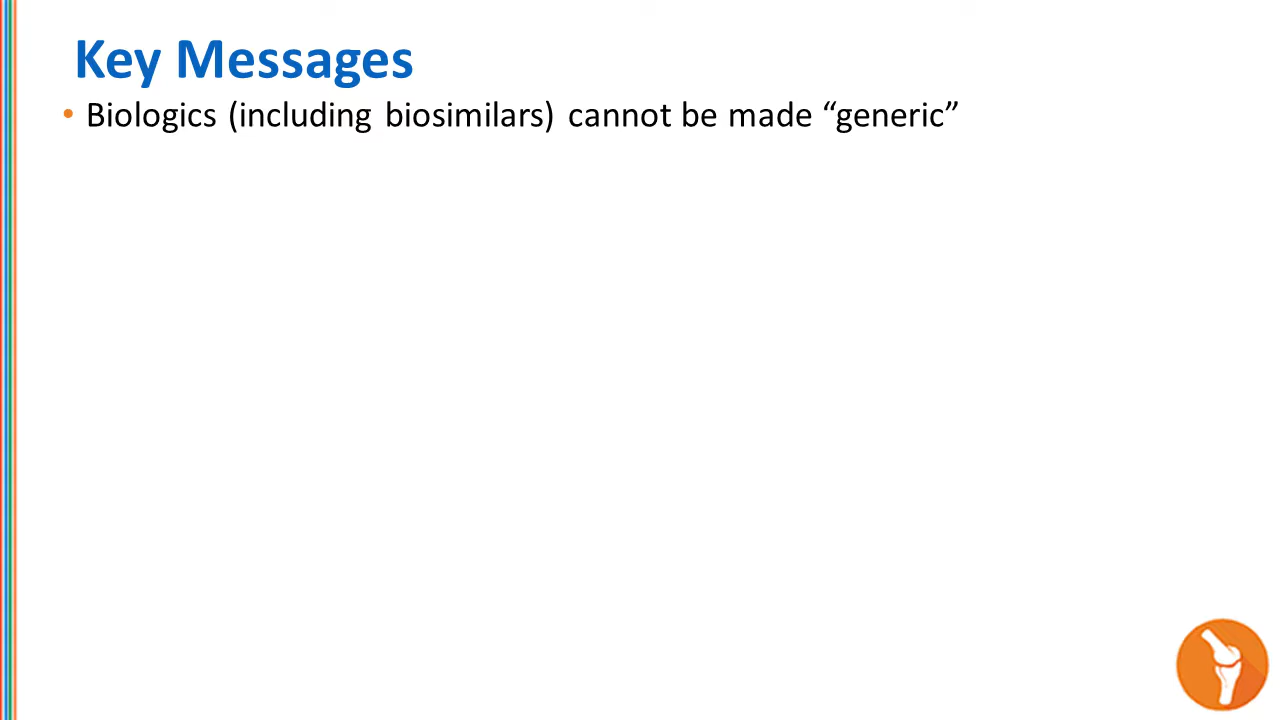 Key Messages
• Biologics (including biosimilars) cannot be made “generic”